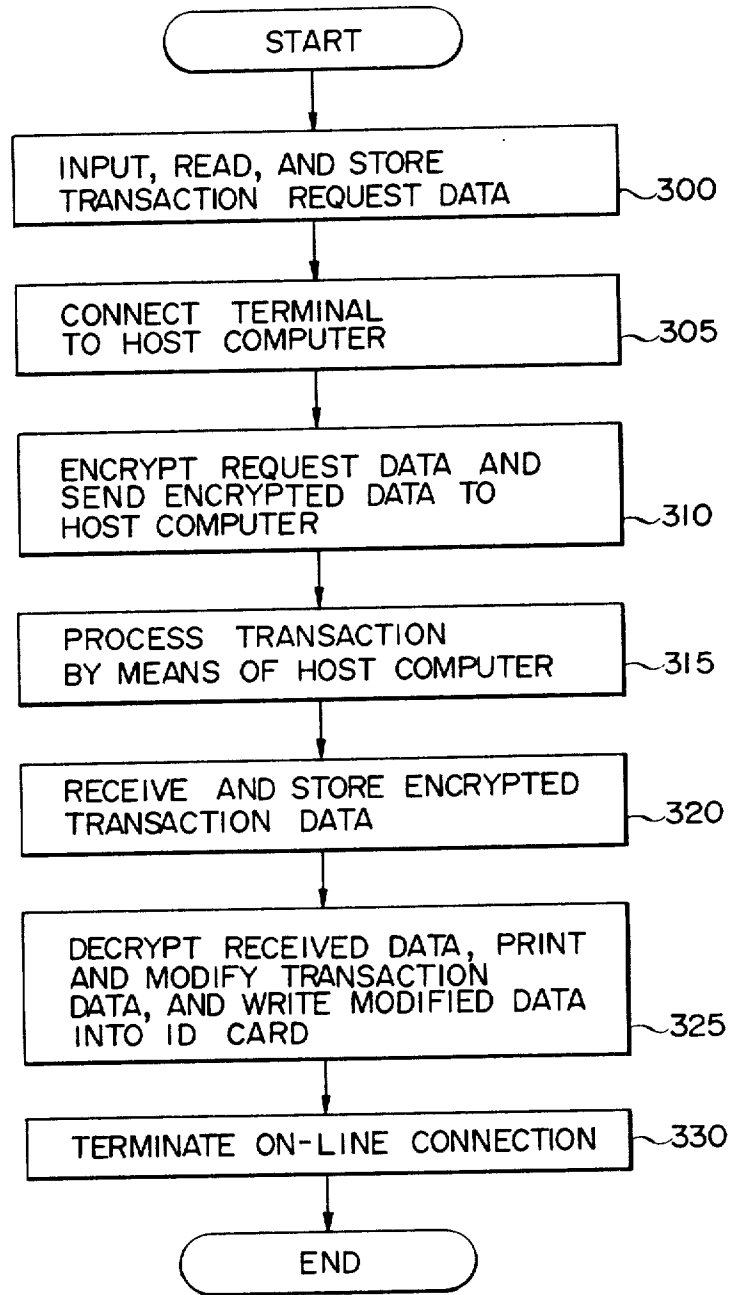 START
INPUT, READ, AND STORE
TRANSACTION REQUEST DATA
300
CONNECT TERMINAL
TO HOST COMPUTER
305
ENCRYPT REQUEST DATA AND
SEND ENCRYPTED DATA TO
HOST COMPUTER
310
PROCESS TRANSACTION
BY MEANS OF HOST COMPUTER
315
RECEIVE AND STORE ENCRYPTED
TRANSACTION DATA
320
DECRYPT RECEIVED DATA, PRINT
AND MODIFY TRANSACTION
DATA, AND WRITE MODIFIED DATA
INTO ID CARD
325
TERMINATE ON-LINE CONNECTION
330
END